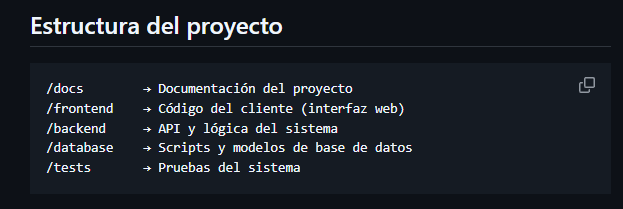 Estructura del proyecto
/docs → Documentación del proyecto
/frontend → Código del cliente (interfaz web)
/backend → API y lógica del sistema
/database → Scripts y modelos de base de datos
/tests → Pruebas del sistema